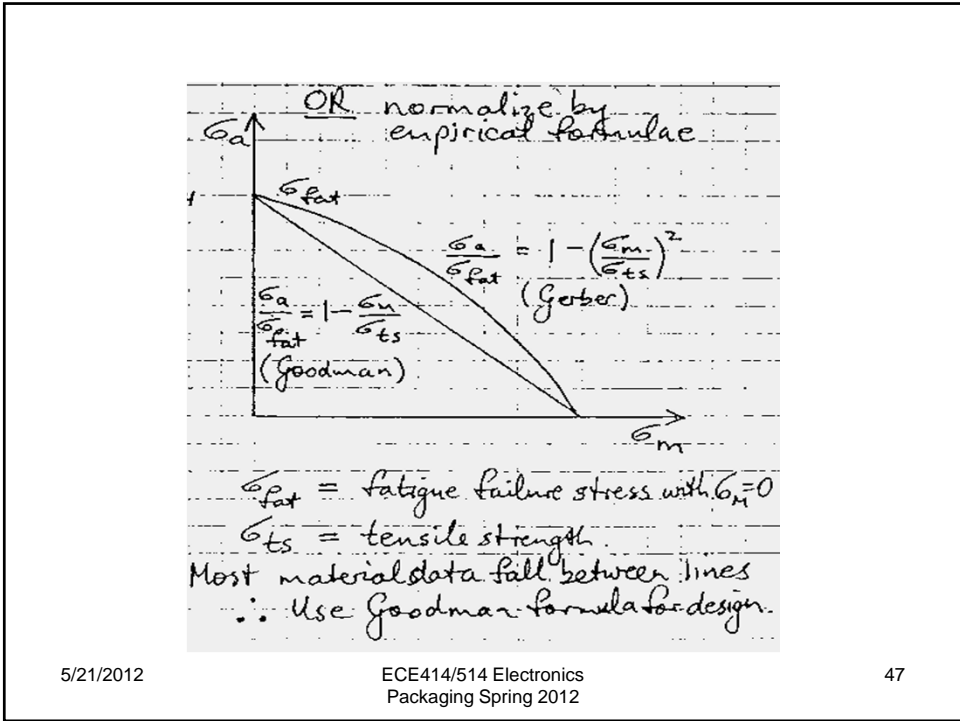 OR normalize by
empirical formulae
σa
σfat
σa/σfat = 1 - (σm/σts)²
(Gerber)
σa/σfat = 1 - σm/σts
(Goodman)
σm
σfat = fatigue failure stress with σM=0
σts = tensile strength.
Most material data fall between lines
∴ Use Goodman formula for design.
5/21/2012
ECE414/514 Electronics
Packaging Spring 2012
47